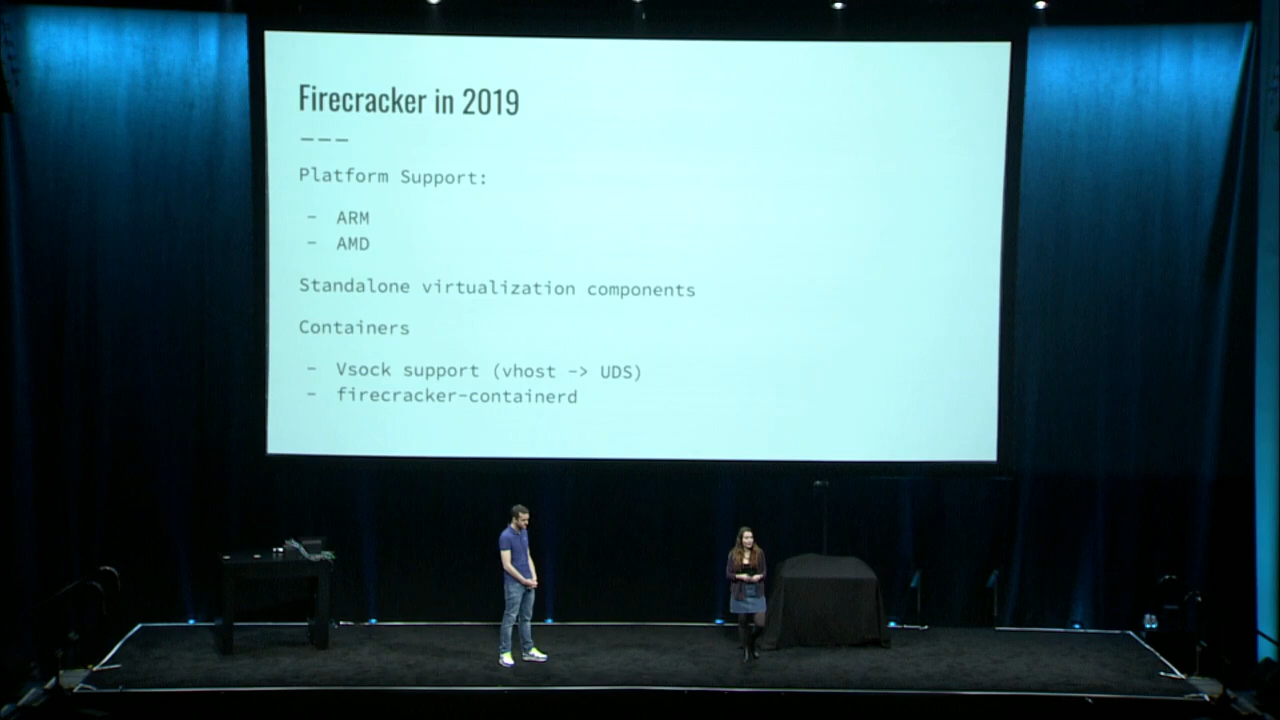 Firecracker in 2019
---
Platform Support:
- ARM
- AMD
Standalone virtualization components
Containers
- Vsock support (vhost -> UDS)
- firecracker-containerd